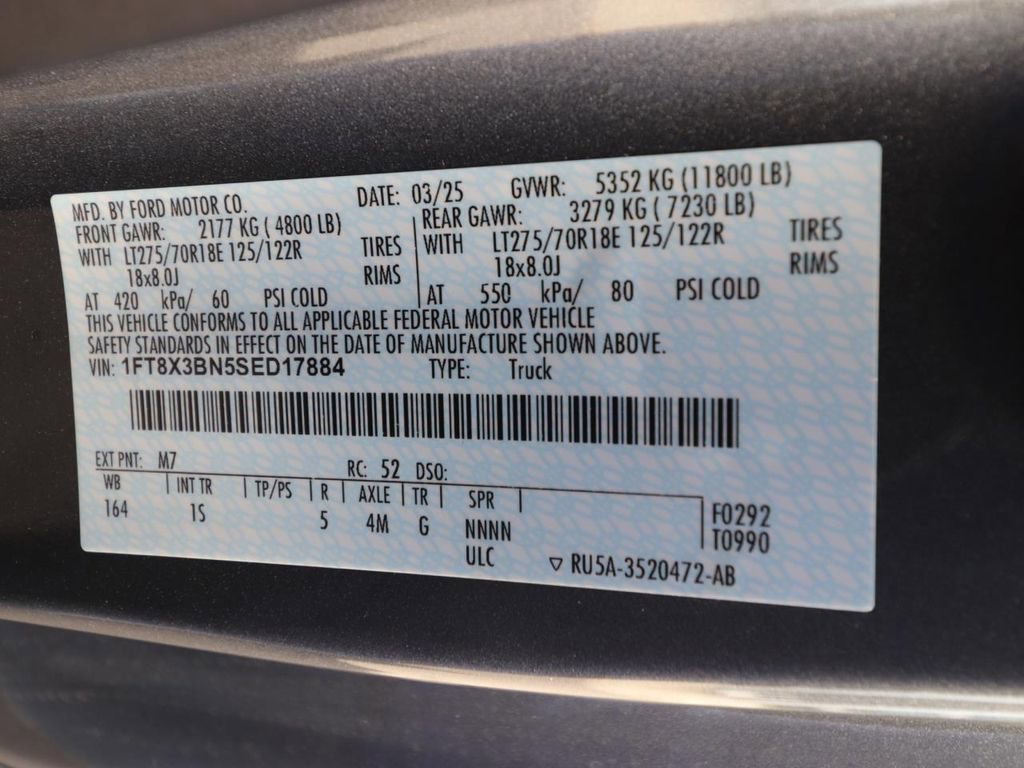 MFD. BY FORD MOTOR CO. DATE: 03/25 GVWR: 5352 KG (11800 LB)
FRONT GAWR: 2177 KG ( 4800 LB) REAR GAWR: 3279 KG ( 7230 LB)
WITH LT275/70R18E 125/122R TIRES WITH LT275/70R18E 125/122R TIRES
18x8.0J RIMS 18x8.0J RIMS
AT 420 kPa/ 60 PSI COLD AT 550 kPa/ 80 PSI COLD
THIS VEHICLE CONFORMS TO ALL APPLICABLE FEDERAL MOTOR VEHICLE
SAFETY STANDARDS IN EFFECT ON THE DATE OF MANUFACTURE SHOWN ABOVE.
VIN: 1FT8X3BN5SED17884 TYPE: Truck
EXT PNT: M7 RC: 52 DSO:
WB INT TR TP/PS R AXLE TR SPR
164 1S 5 4M G NNNN F0292
ULC T0990
RU5A-3520472-AB